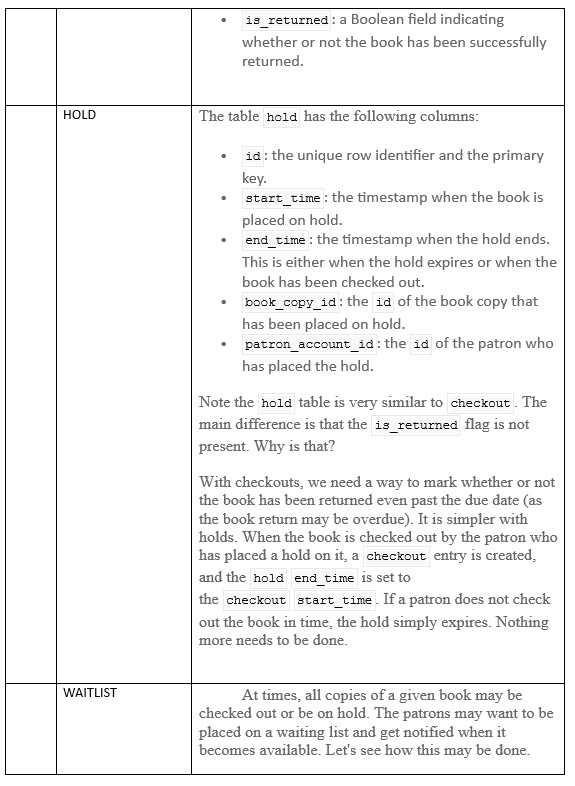 • is_returned: a Boolean field indicating
whether or not the book has been successfully
returned.
HOLD
The table hold has the following columns:
• id: the unique row identifier and the primary
key.
• start_time: the timestamp when the book is
placed on hold.
• end_time: the timestamp when the hold ends.
This is either when the hold expires or when the
book has been checked out.
• book_copy_id: the id of the book copy that
has been placed on hold.
• patron_account_id: the id of the patron who
has placed the hold.
Note the hold table is very similar to checkout. The
main difference is that the is_returned flag is not
present. Why is that?
With checkouts, we need a way to mark whether or not
the book has been returned even past the due date (as
the book return may be overdue). It is simpler with
holds. When the book is checked out by the patron who
has placed a hold on it, a checkout entry is created,
and the hold end_time is set to
the checkout start_time. If a patron does not check
out the book in time, the hold simply expires. Nothing
more needs to be done.
WAITLIST
At times, all copies of a given book may be
checked out or be on hold. The patrons may want to be
placed on a waiting list and get notified when it
becomes available. Let's see how this may be done.